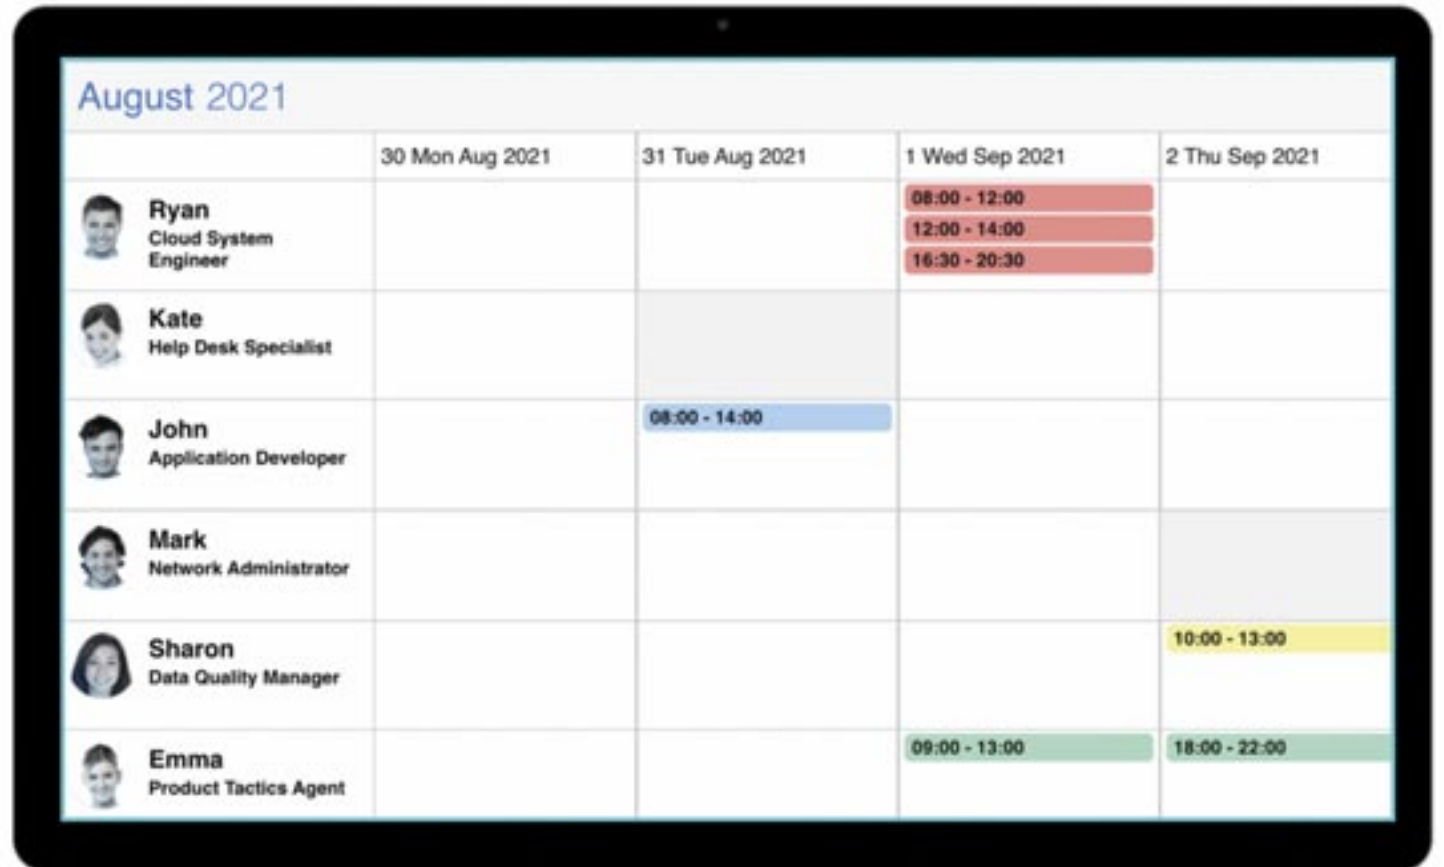 August 2021
30 Mon Aug 2021 31 Tue Aug 2021 1 Wed Sep 2021 2 Thu Sep 2021
Ryan
Cloud System
Engineer
08:00 - 12:00
12:00 - 14:00
16:30 - 20:30
Kate
Help Desk Specialist
John
Application Developer
08:00 - 14:00
Mark
Network Administrator
Sharon
Data Quality Manager
10:00 - 13:00
Emma
Product Tactics Agent
09:00 - 13:00 18:00 - 22:00